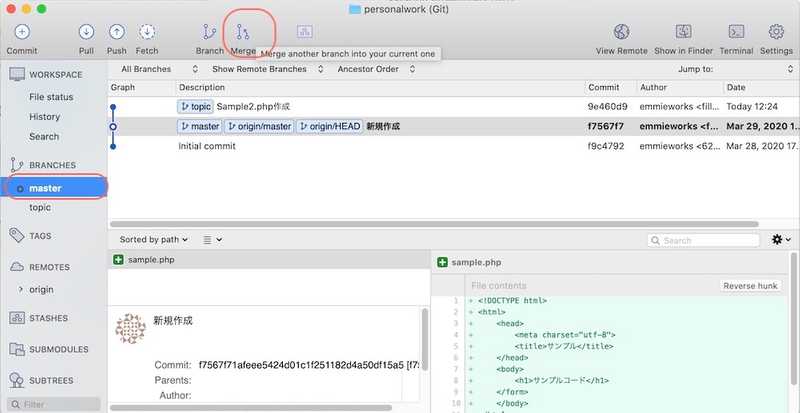 personalwork (Git)
Commit Pull Push Fetch Branch Merge View Remote Show in Finder Terminal Settings
Merge another branch into your current one
WORKSPACE
File status
History
Search
BRANCHES
master
topic
TAGS
REMOTES
origin
STASHES
SUBMODULES
SUBTREES
Filter
All Branches Show Remote Branches Ancestor Order Jump to:
Graph Description Commit Author Date
topic Sample2.php作成 9e460d9 emmieworks <fill... Today 12:24
master origin/master origin/HEAD 新規作成 f7567f7 emmieworks <f... Mar 29, 2020 1...
Initial commit f9c4792 emmieworks <62... Mar 28, 2020 17...
Sorted by path Search
sample.php
新規作成
Commit: f7567f71afeee5424d01c1f251182d4a50df15a5 [f75
Parents:
Author:
sample.php
File contents Reverse hunk
1 + <!DOCTYPE html>
2 + <html>
3 + <head>
4 + <meta charset="utf-8">
5 + <title>サンプル</title>
6 + </head>
7 + <body>
8 + <h1>サンプルコード</h1>
9 + </form>
10 + </body>